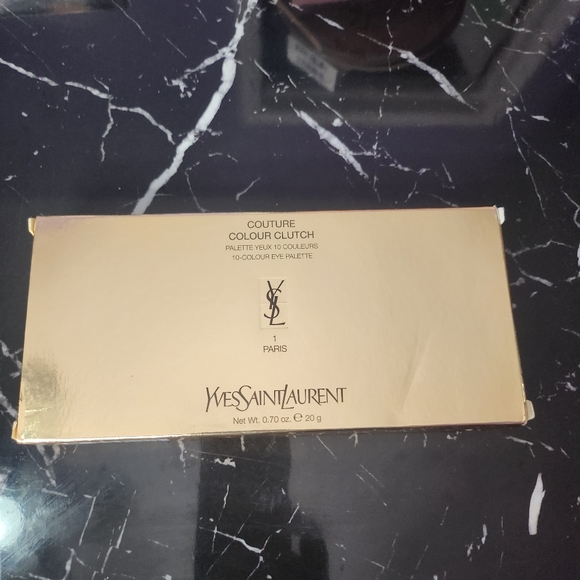 COUTURE
COLOUR CLUTCH
PALETTE YEUX 10 COULEURS
10-COLOUR EYE PALETTE
YSL
1
PARIS
YVESSAINTLAURENT
Net Wt. 0.70 oz. ℮ 20 g